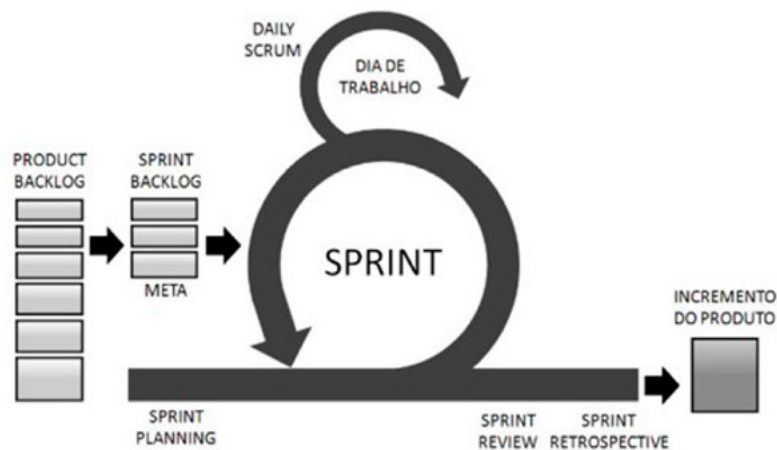 DAILY
SCRUM
DIA DE
TRABALHO
PRODUCT
BACKLOG
SPRINT
BACKLOG
META
SPRINT
INCREMENTO
DO PRODUTO
SPRINT
PLANNING
SPRINT
REVIEW
SPRINT
RETROSPECTIVE